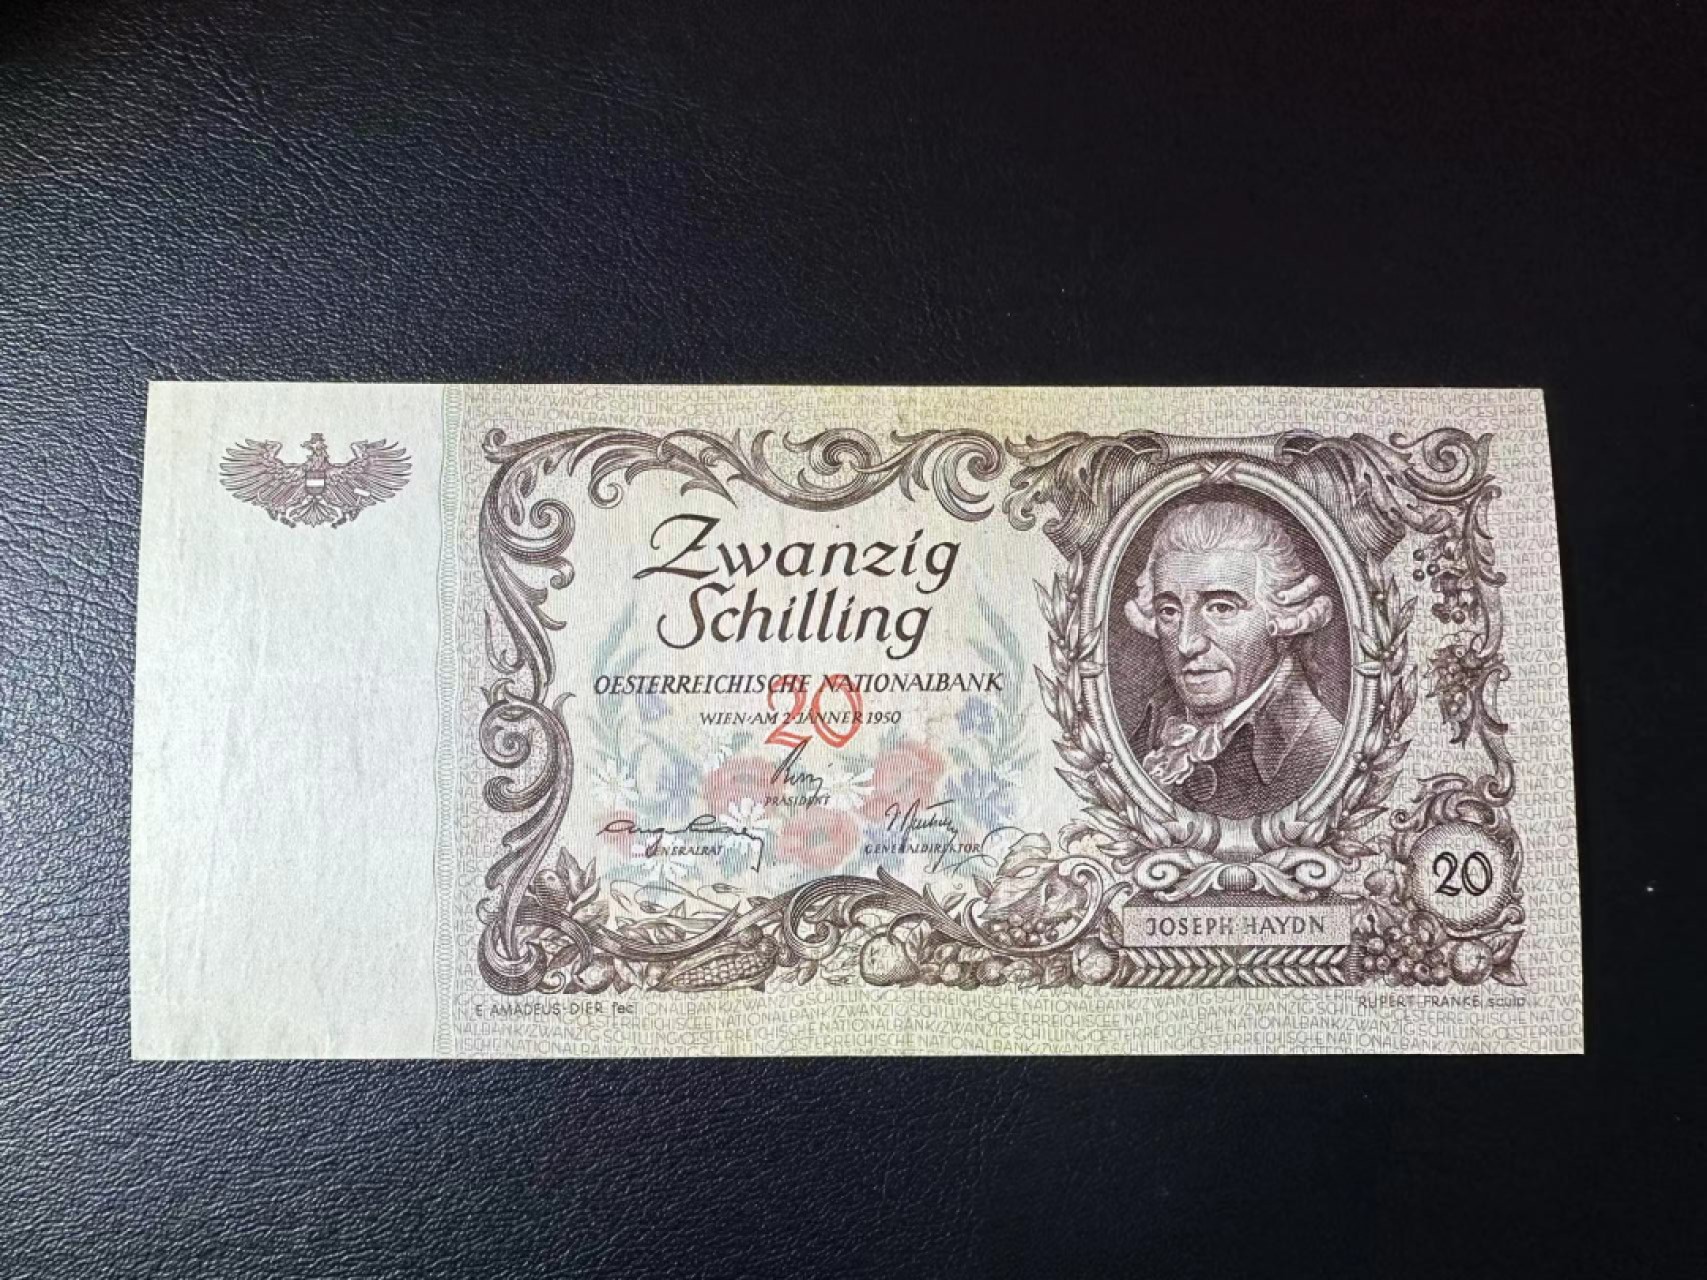 Zwanzig
Schilling
OESTERREICHISCHE NATIONALBANK
20
WIEN·AM 2·JÄNNER 1950
PRÄSIDENT
GENERALRAT
GENERALDIREKTOR
20
JOSEPH HAYDN
E AMADEUS-DIER fec
RUPERT FRANKE sculp